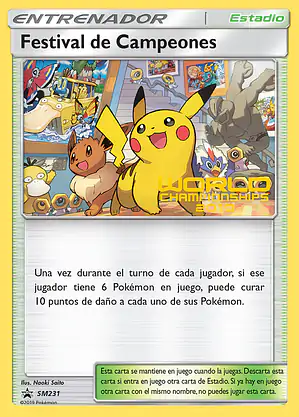 ENTRENADOR
Estadio
Festival de Campeones
WORLD
CHAMPIONSHIPS
Una vez durante el turno de cada jugador, si ese
jugador tiene 6 Pokémon en juego, puede curar
10 puntos de daño a cada uno de sus Pokémon.
Ilus. Naoki Saito
SM231
©2019 Pokémon
Esta carta se mantiene en juego cuando la juegas. Descarta esta
carta si entra en juego otra carta de Estadio. Si ya hay en juego
otra carta con el mismo nombre, no puedes jugar esta carta.